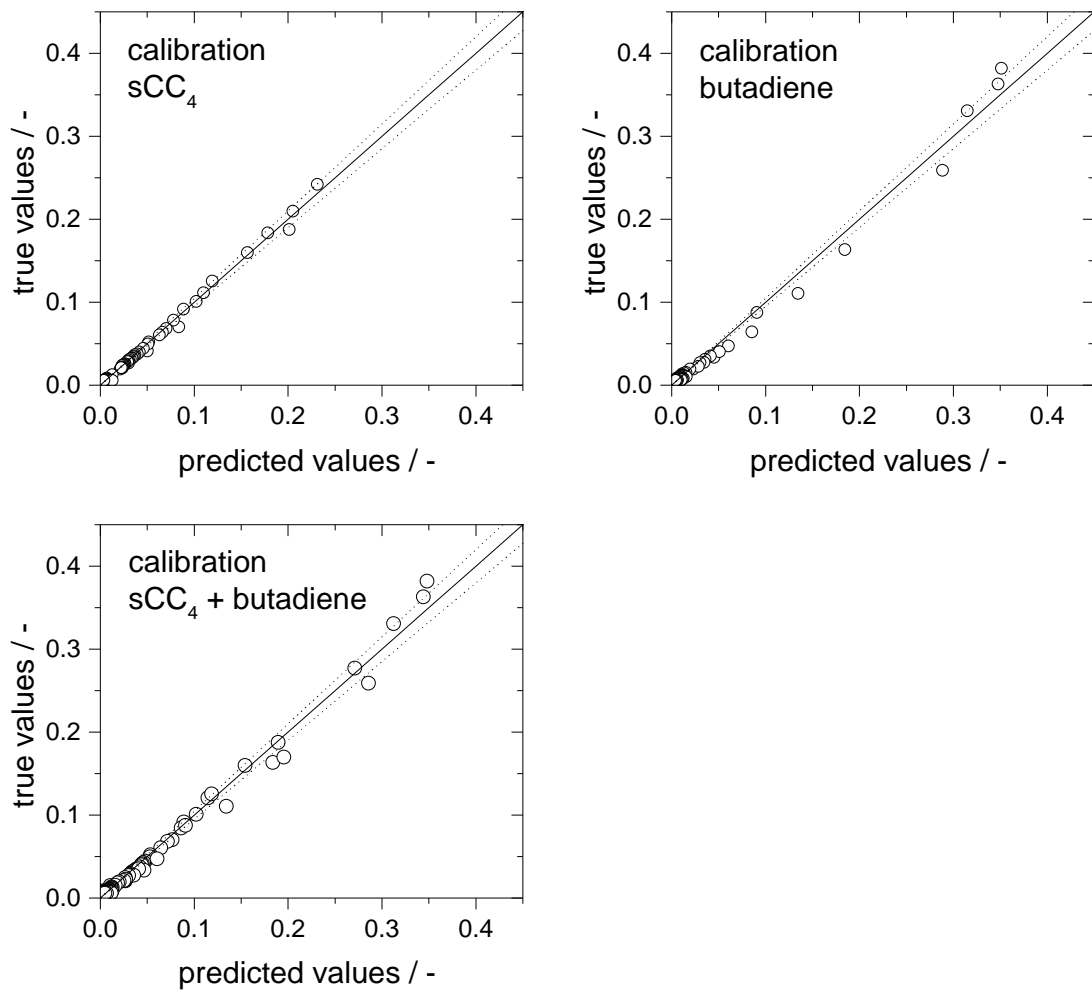 calibration
sCC₄
true values / -
0.4
0.3
0.2
0.1
0.0
0.0 0.1 0.2 0.3 0.4
predicted values / -
calibration
butadiene
true values / -
0.4
0.3
0.2
0.1
0.0
0.0 0.1 0.2 0.3 0.4
predicted values / -
calibration
sCC₄ + butadiene
true values / -
0.4
0.3
0.2
0.1
0.0
0.0 0.1 0.2 0.3 0.4
predicted values / -